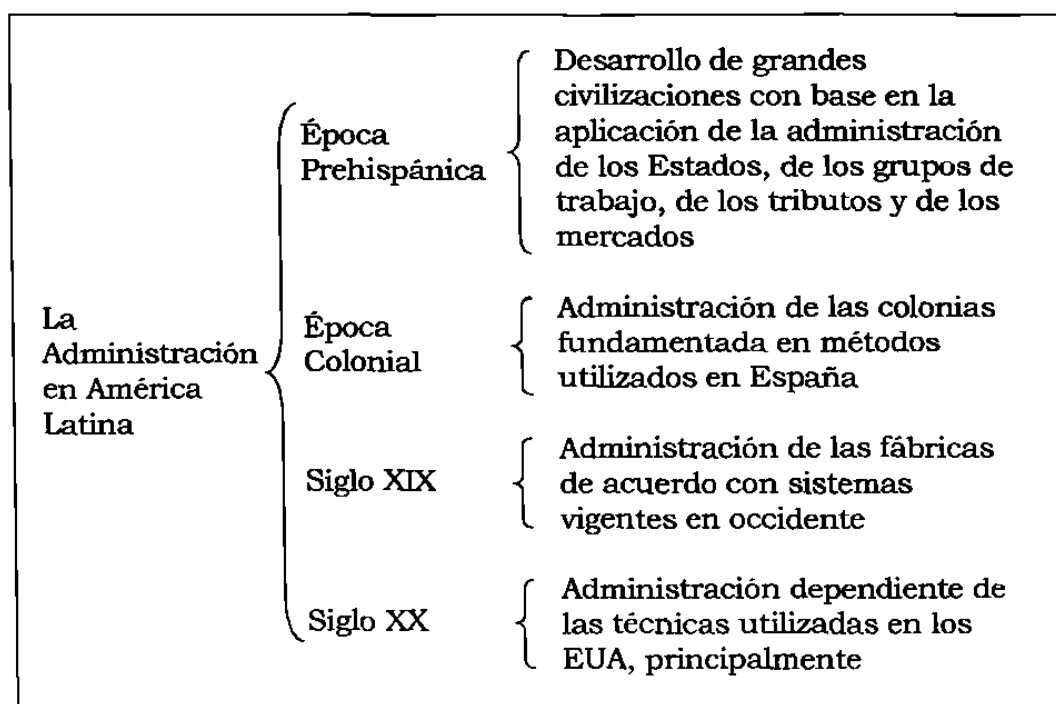 La
Administración
en América
Latina
Época
Prehispánica
Desarrollo de grandes
civilizaciones con base en la
aplicación de la administración
de los Estados, de los grupos de
trabajo, de los tributos y de los
mercados
Época
Colonial
Administración de las colonias
fundamentada en métodos
utilizados en España
Siglo XIX
Administración de las fábricas
de acuerdo con sistemas
vigentes en occidente
Siglo XX
Administración dependiente de
las técnicas utilizadas en los
EUA, principalmente